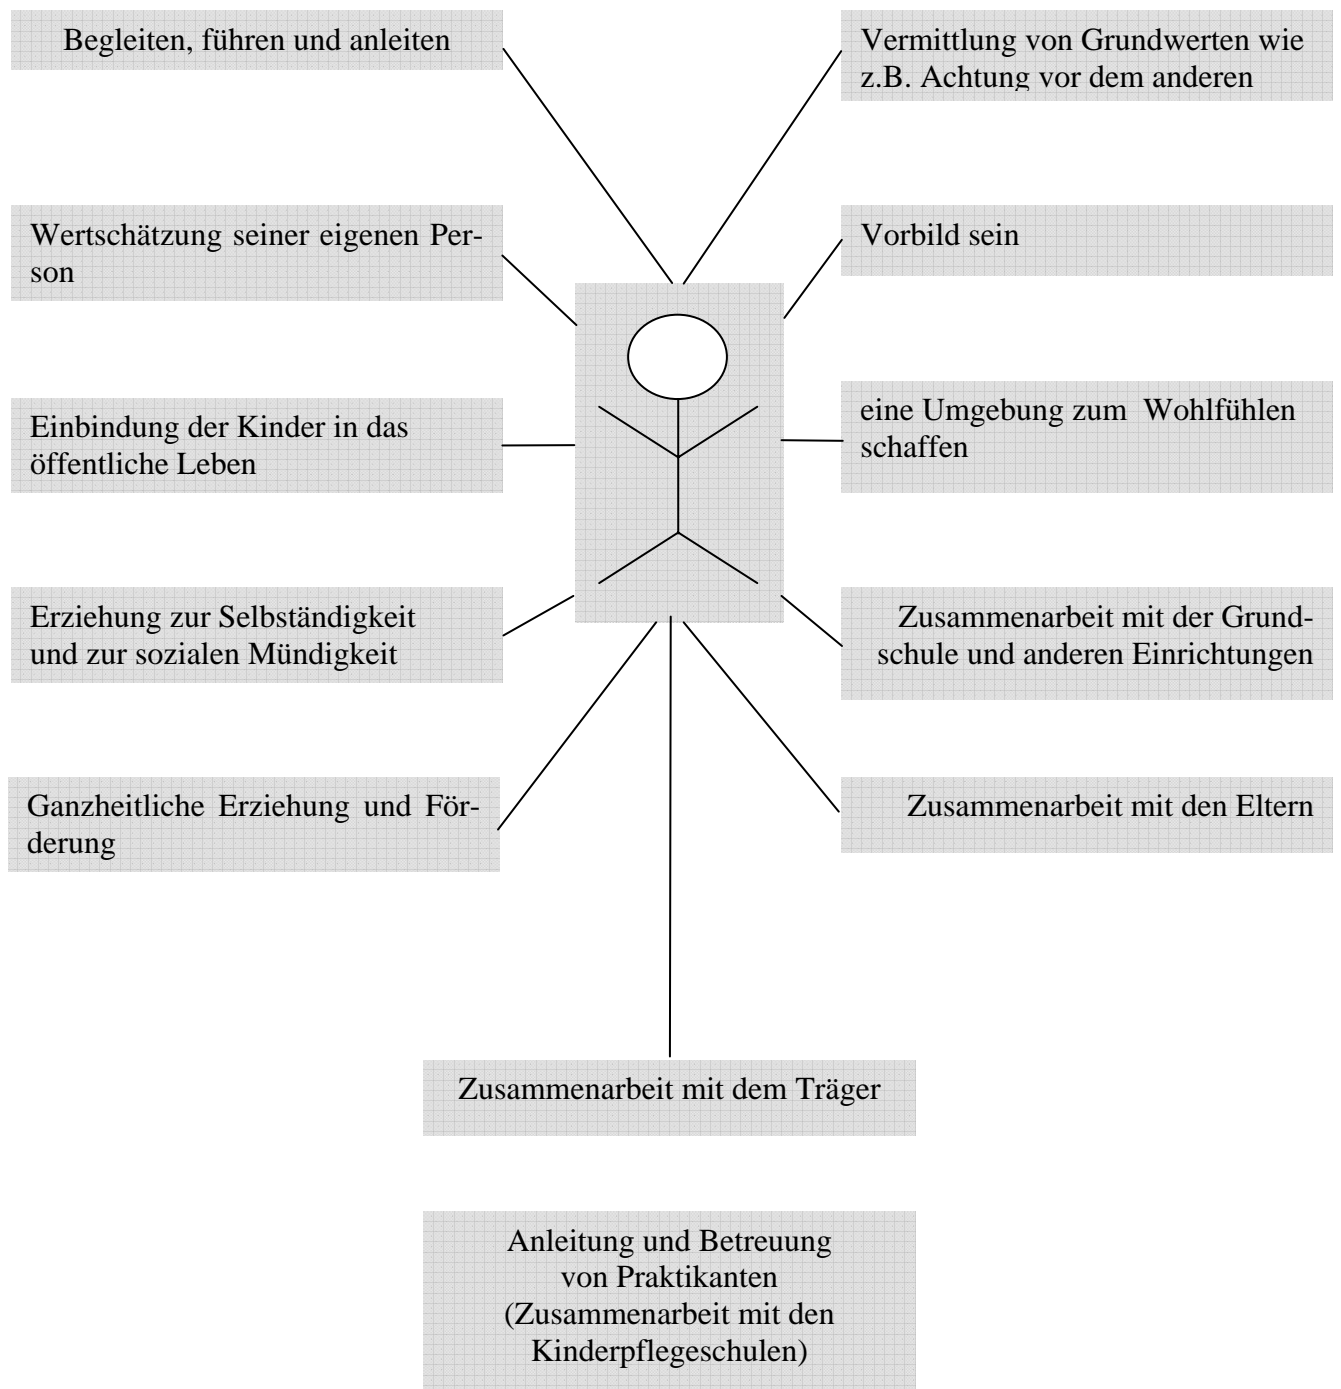 Begleiten, führen und anleiten
Vermittlung von Grundwerten wie
z.B. Achtung vor dem anderen
Wertschätzung seiner eigenen Per-
son
Vorbild sein
Einbindung der Kinder in das
öffentliche Leben
eine Umgebung zum  Wohlfühlen
schaffen
Erziehung zur Selbständigkeit
und zur sozialen Mündigkeit
Zusammenarbeit mit der Grund-
schule und anderen Einrichtungen
Ganzheitliche Erziehung und För-
derung
Zusammenarbeit mit den Eltern
Zusammenarbeit mit dem Träger
Anleitung und Betreuung
von Praktikanten
(Zusammenarbeit mit den
Kinderpflegeschulen)